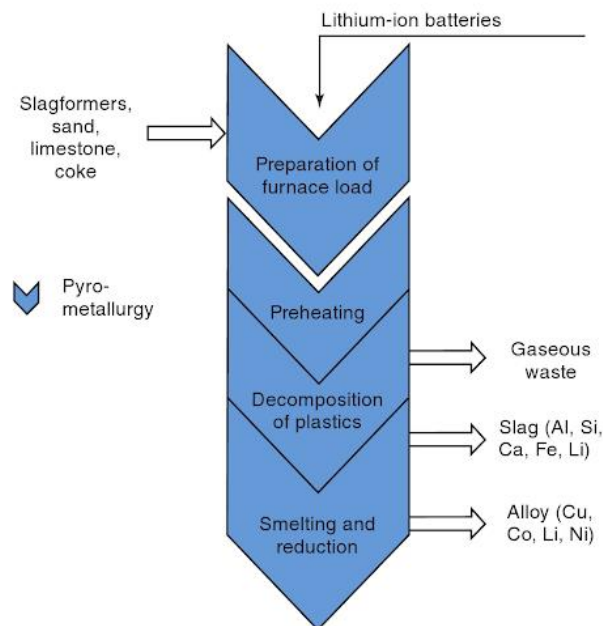 Lithium-ion batteries
Slagformers,
sand,
limestone,
coke
Preparation of
furnace load
Pyro-
metallurgy
Preheating
Gaseous
waste
Decomposition
of plastics
Slag (Al, Si,
Ca, Fe, Li)
Smelting and
reduction
Alloy (Cu,
Co, Li, Ni)